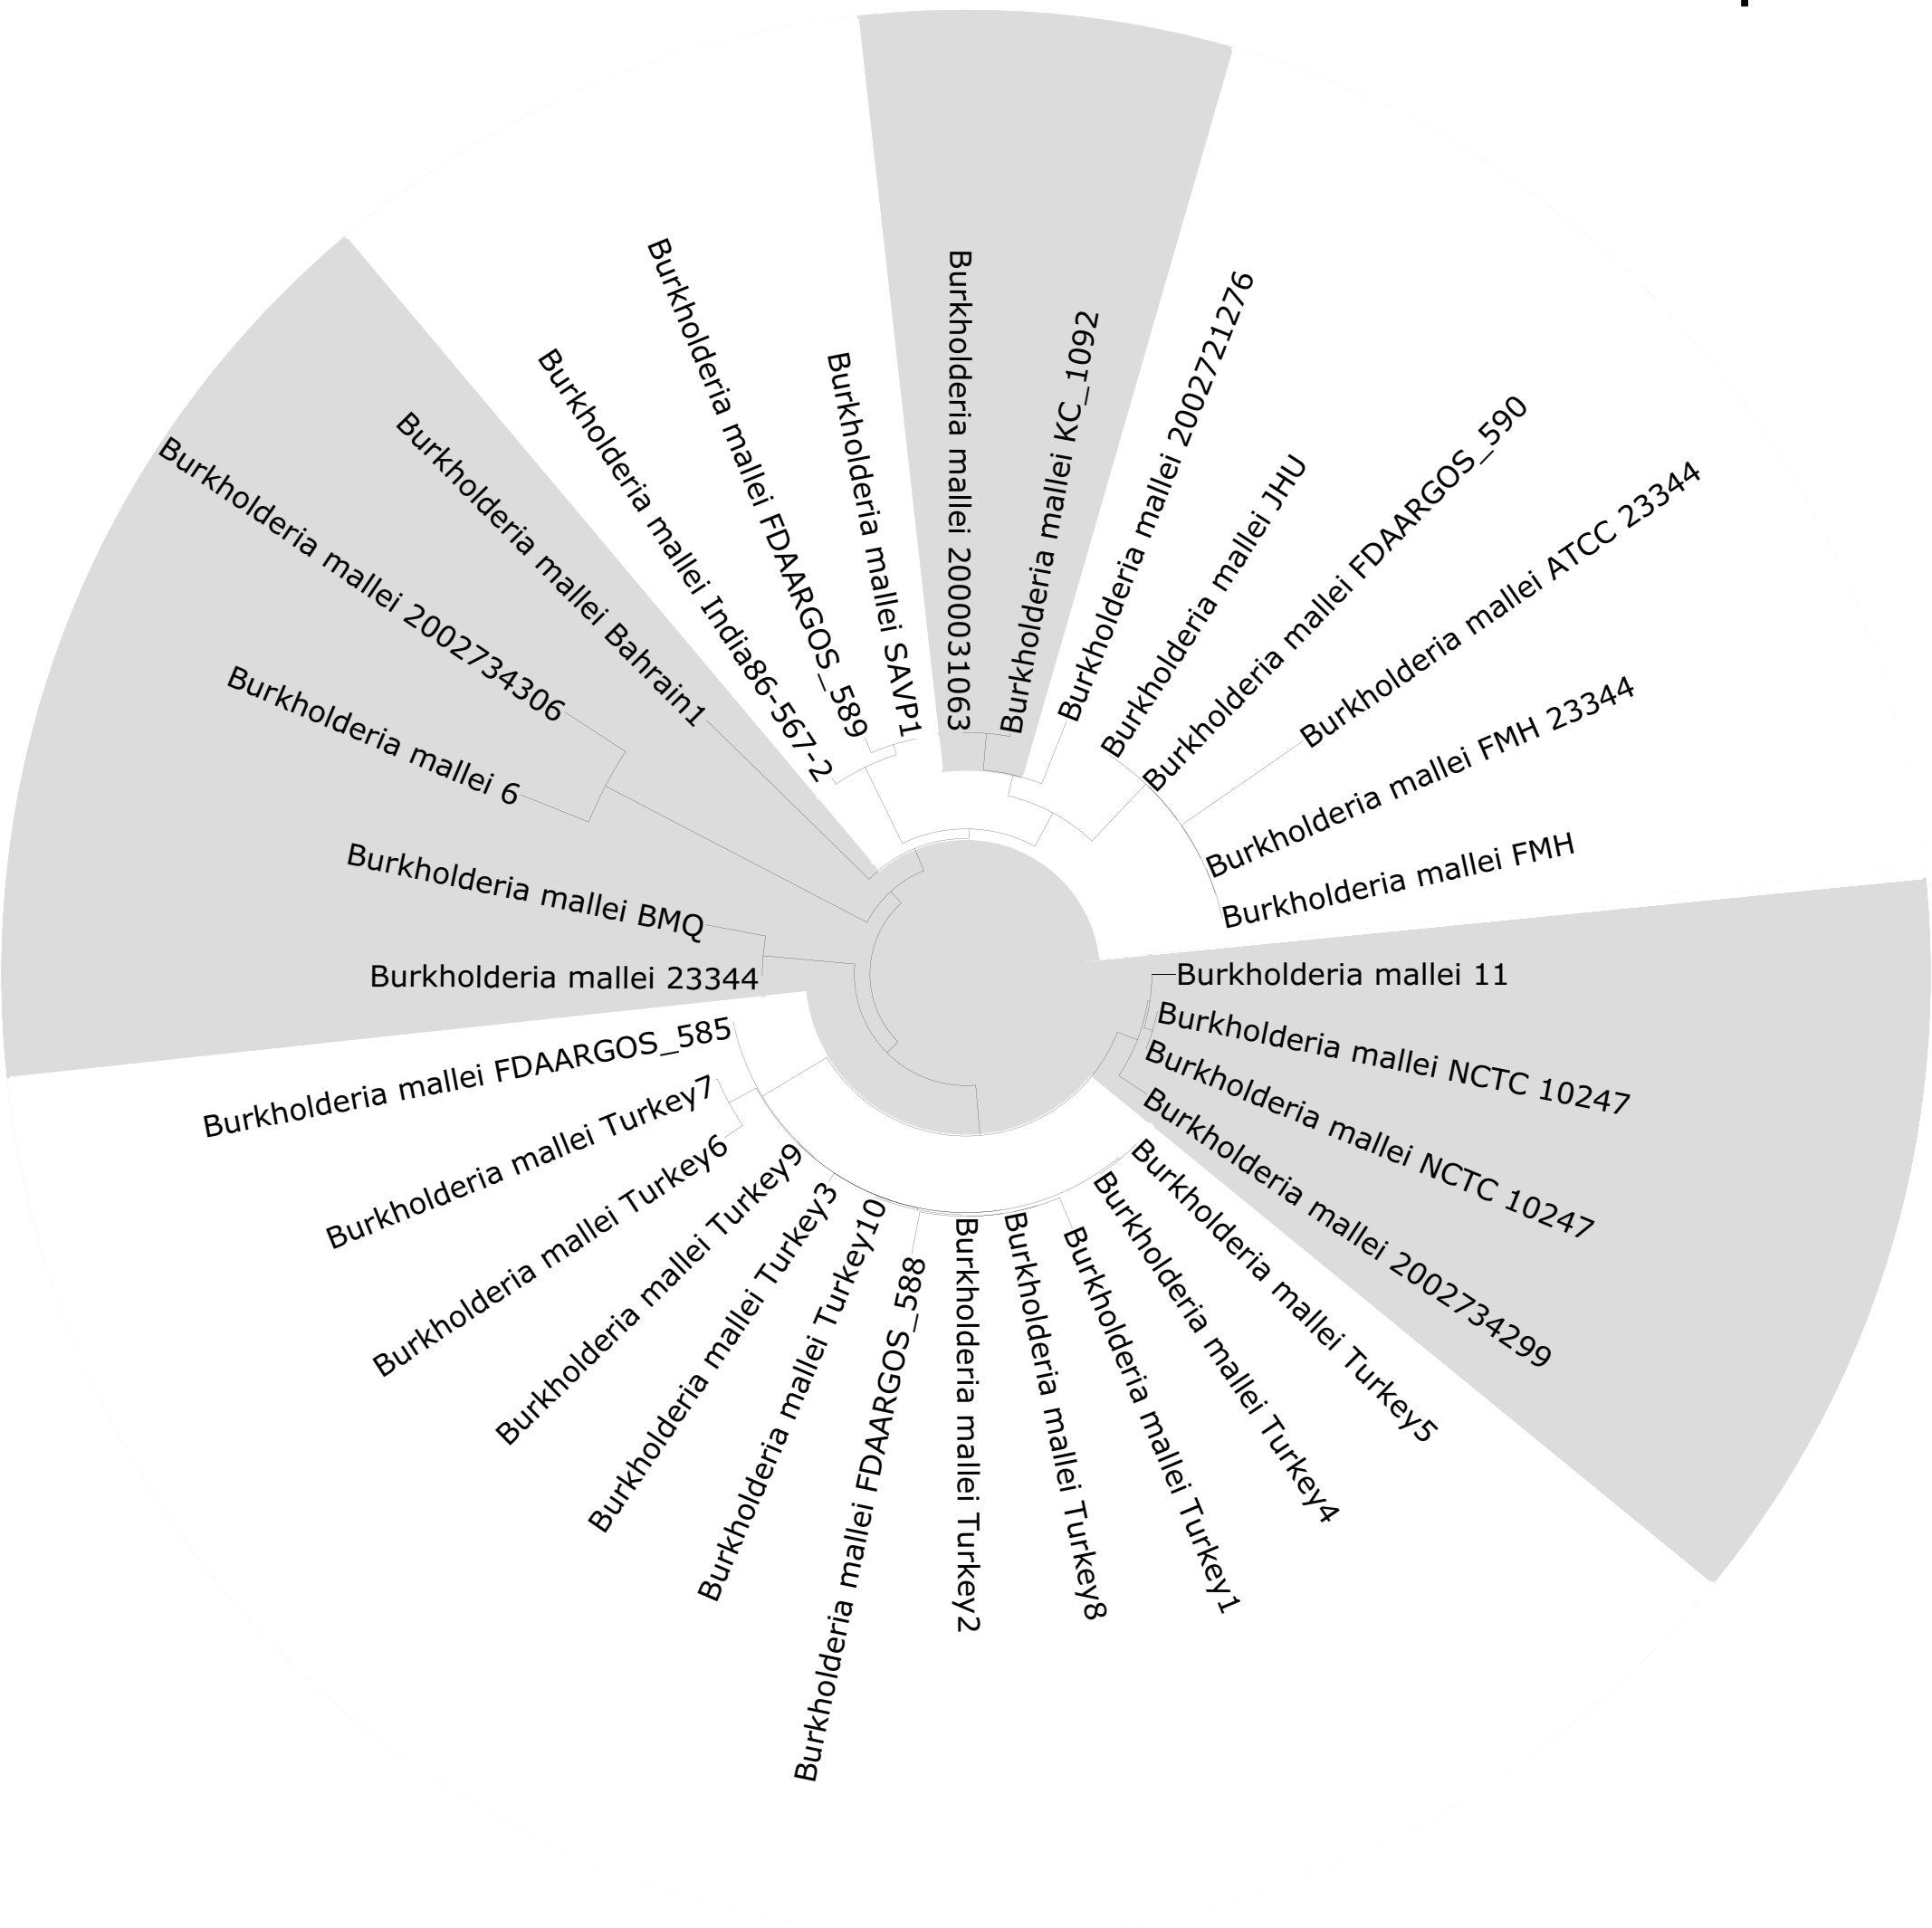 Burkholderia mallei 2000031063
Burkholderia mallei KC_1092
Burkholderia mallei 2002721276
Burkholderia mallei JHU
Burkholderia mallei FDAARGOS_590
Burkholderia mallei ATCC 23344
Burkholderia mallei FMH 23344
Burkholderia mallei FMH
Burkholderia mallei 11
Burkholderia mallei NCTC 10247
Burkholderia mallei NCTC 10247
Burkholderia mallei 2002734299
Burkholderia mallei Turkey5
Burkholderia mallei Turkey4
Burkholderia mallei Turkey1
Burkholderia mallei Turkey8
Burkholderia mallei Turkey2
Burkholderia mallei FDAARGOS_588
Burkholderia mallei Turkey10
Burkholderia mallei Turkey3
Burkholderia mallei Turkey9
Burkholderia mallei Turkey6
Burkholderia mallei Turkey7
Burkholderia mallei FDAARGOS_585
Burkholderia mallei 23344
Burkholderia mallei BMQ
Burkholderia mallei 6
Burkholderia mallei 2002734306
Burkholderia mallei Bahrain1
Burkholderia mallei India86-567-2
Burkholderia mallei FDAARGOS_589
Burkholderia mallei SAVP1